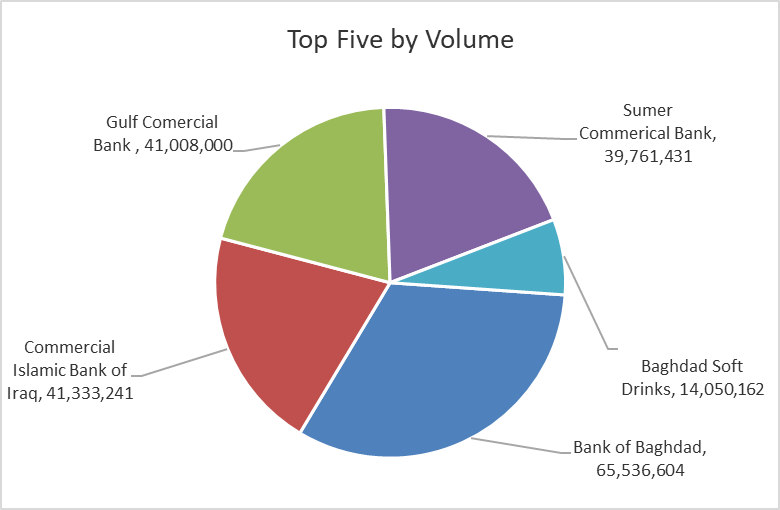 Top Five by Volume
Gulf Comercial
Bank , 41,008,000
Sumer
Commerical Bank,
39,761,431
Commercial
Islamic Bank of
Iraq, 41,333,241
Baghdad Soft
Drinks, 14,050,162
Bank of Baghdad,
65,536,604